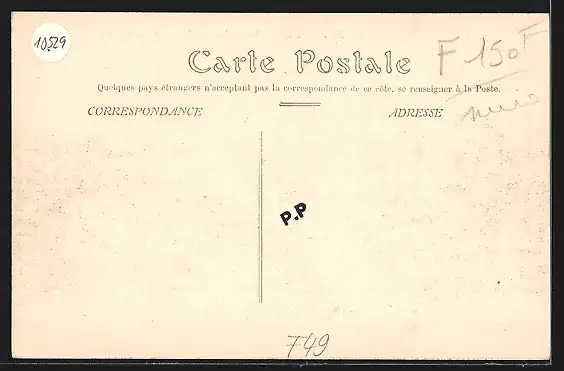 10529
Carte Postale
F 150F
Quelques pays étrangers n'acceptant pas la correspondance de ce côté, se renseigner à la Poste.
CORRESPONDANCE
ADRESSE
P.P
T49